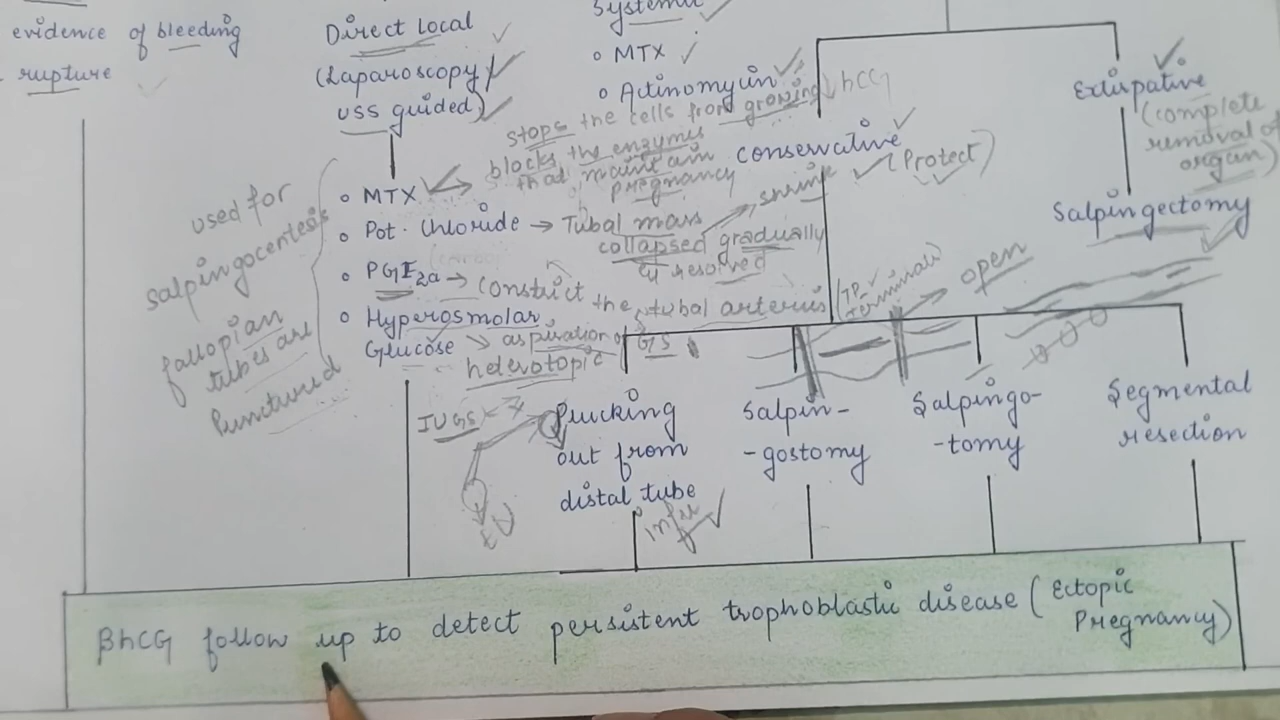 evidence of bleeding
rupture
Direct local
(Laparoscopy
USS guided)
Systemic
MTX
Actinomycin
hCG
stops the cells from growing
blocks the enzymes
that maintain
pregnancy
MTX
Pot. Chloride → Tubal mass
collapsed gradually
resolved
shrink
PGF2α → constrict the tubal arteries
Hyperosmolar
Glucose
aspiration of GS
heterotopic
used for
salpingocentesis
fallopian
tubes are
Punctured
IUGS
conservative
(Protect)
Extirpative
(complete
removal of
organ)
Salpingectomy
open
Plucking
out from
distal tube
Salpin-
-gostomy
Salpingo-
-tomy
Segmental
resection
βhCG follow up to detect persistent trophoblastic disease (Ectopic
Pregnancy)